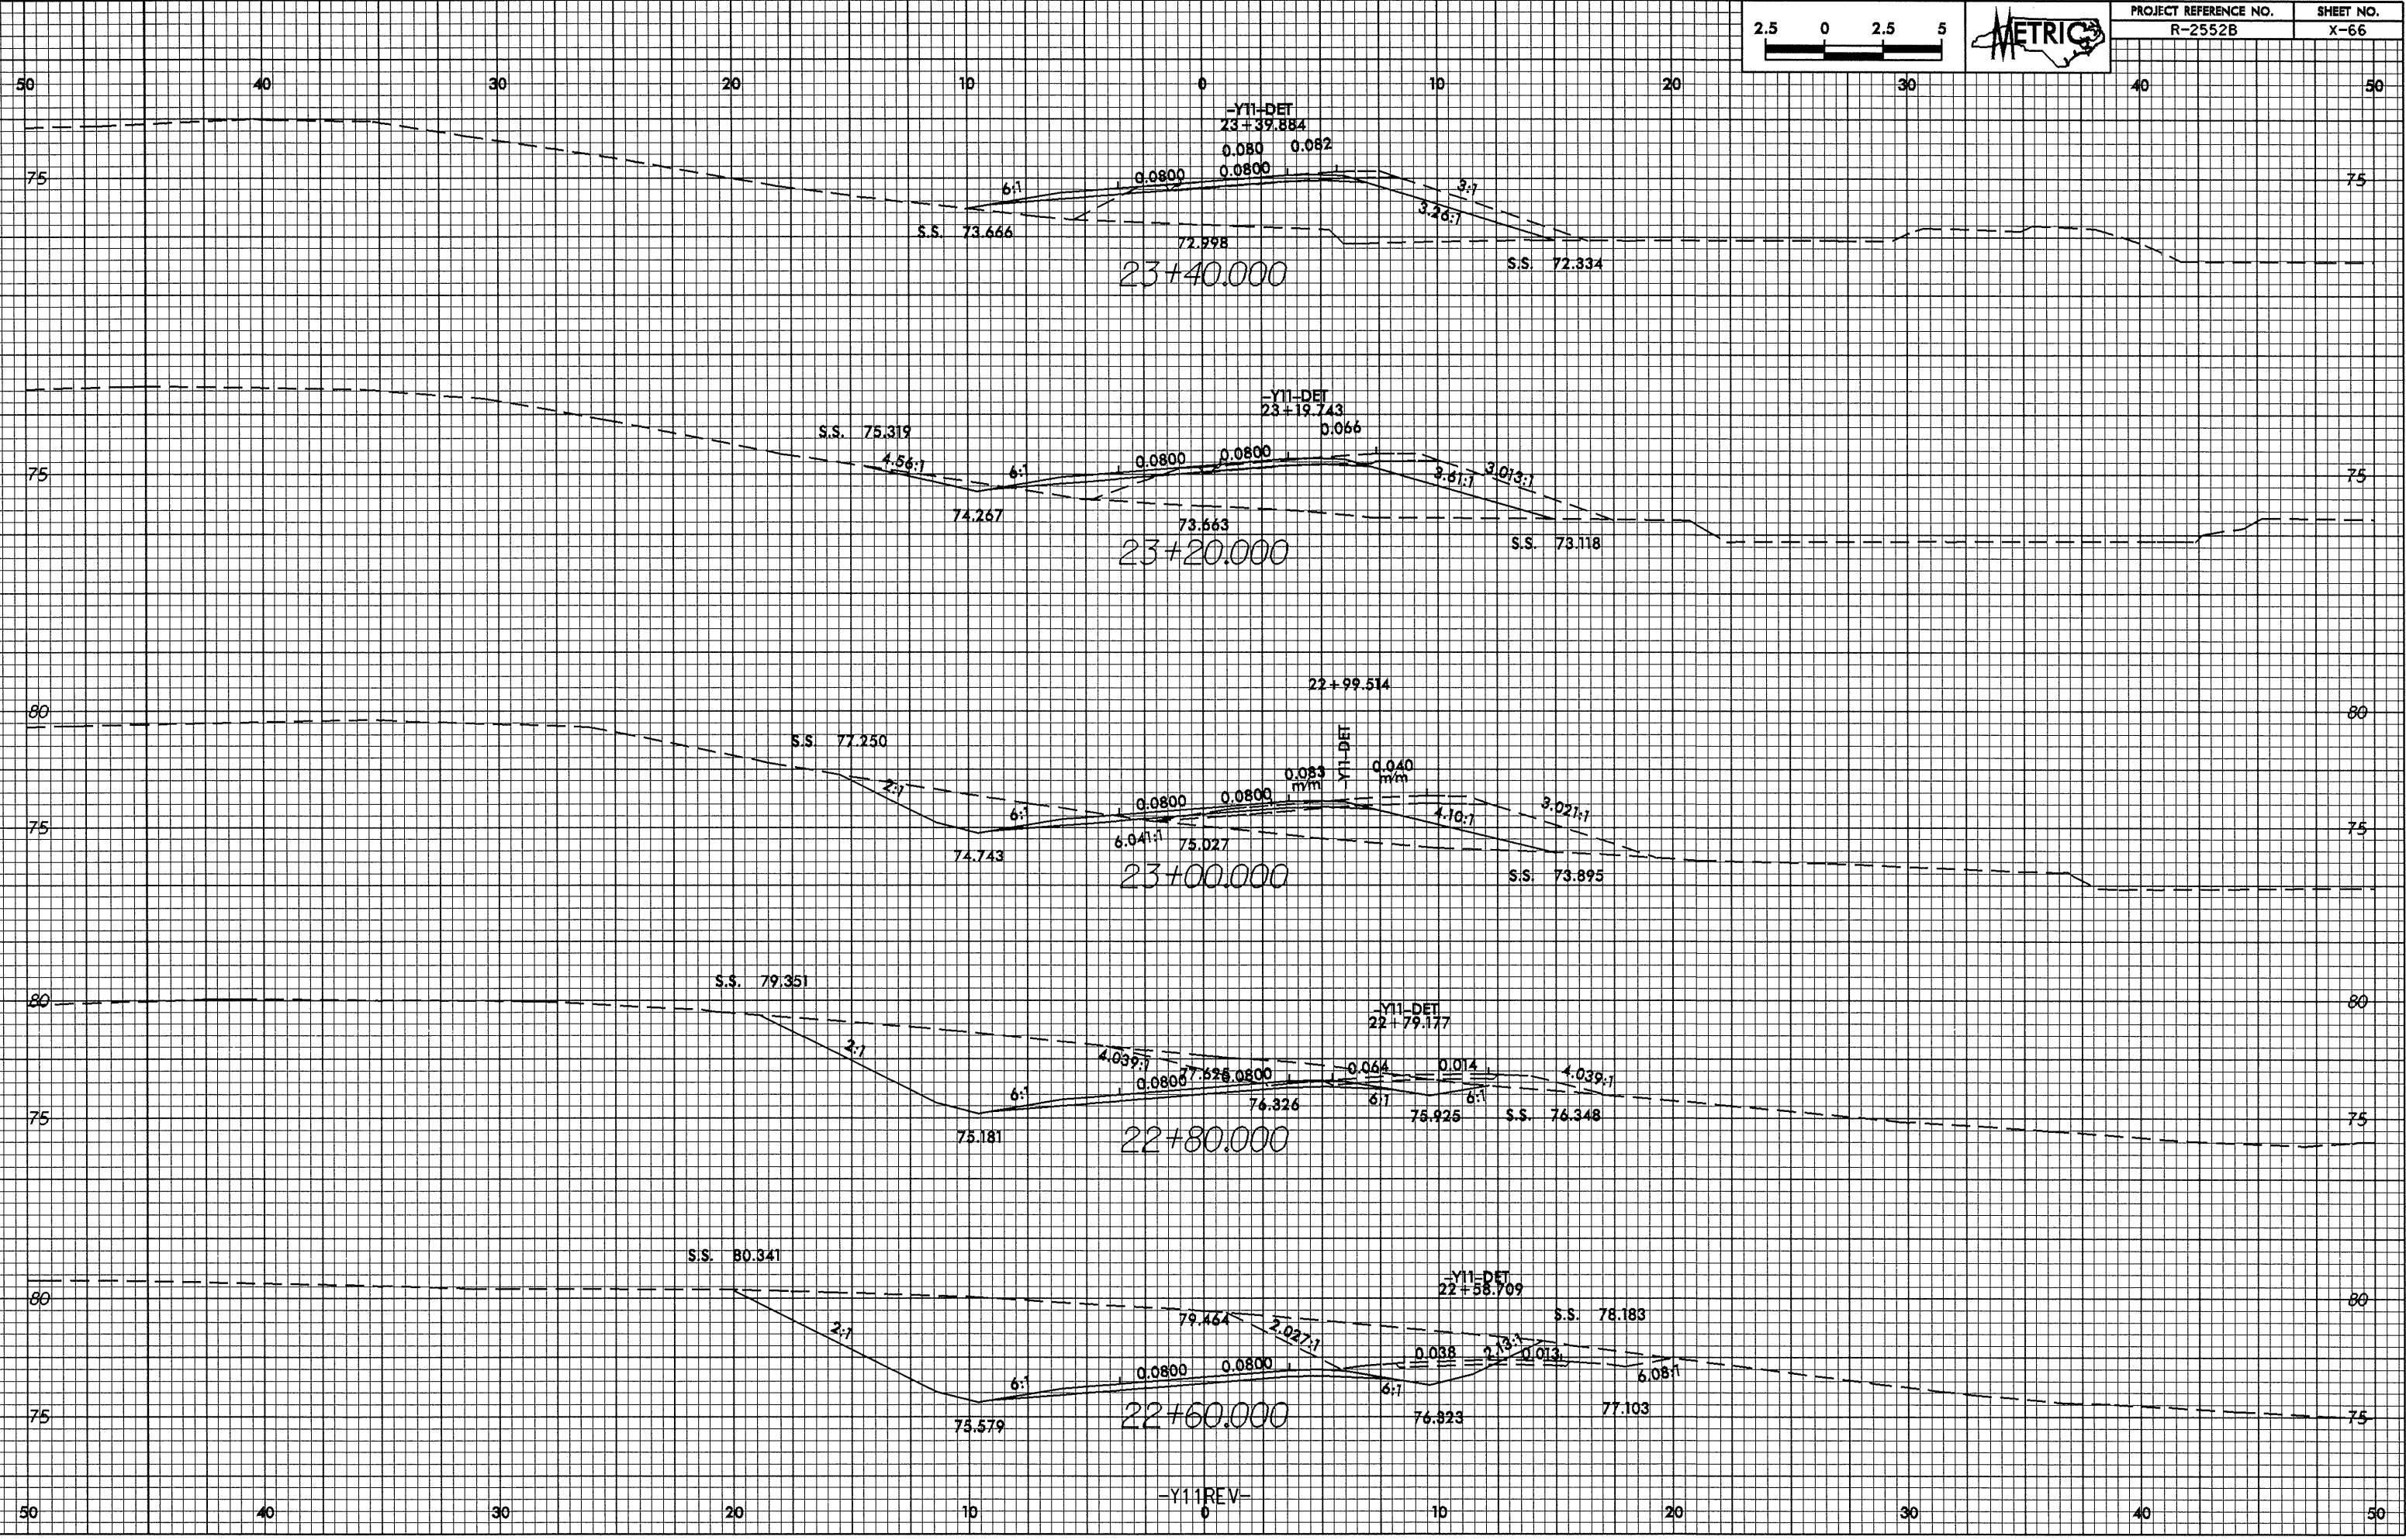 PROJECT REFERENCE NO. SHEET NO.
R-2552B X-66
2.5 0 2.5 5
METRIC
50 40 30 20 10 0 10 20 30 40 50
-Y11-DET
23+39.884
0.080 0.082
75 6:1 0.0800 0.0800 3:1 75
3.26:1
S.S. 73.666
72.998
S.S. 72.334
23+40.000
-Y11-DET
23+19.743
0.066
S.S. 75.319
75 4.56:1 6:1 0.0800 0.0800 3.61:1 3.013:1 75
74.267
73.663
S.S. 73.118
23+20.000
22+99.514
80 80
-Y11-DET
S.S. 77.250
0.083 m/m 0.040 m/m
2:1 6:1 0.0800 0.0800 4.10:1 3.021:1
75 75
6.041:1 75.027
74.743
S.S. 73.895
23+00.000
S.S. 79.351
80 80
-Y11-DET
22+79.177
2:1 4.039:1 0.064 0.014 4.039:1
6:1 0.0800 0.0800 6:1 6:1
76.326
75.925 S.S. 76.348
75 75
75.181
22+80.000
S.S. 80.341
-Y11-DET
22+58.709
80 80
S.S. 78.183
79.464
2:1 2.027:1 0.038 2.13:1 0.013
6:1 0.0800 0.0800 6:1 6.08:1
75 77.103 75
75.579
76.323
22+60.000
-Y11REV-
50 40 30 20 10 0 10 20 30 40 50